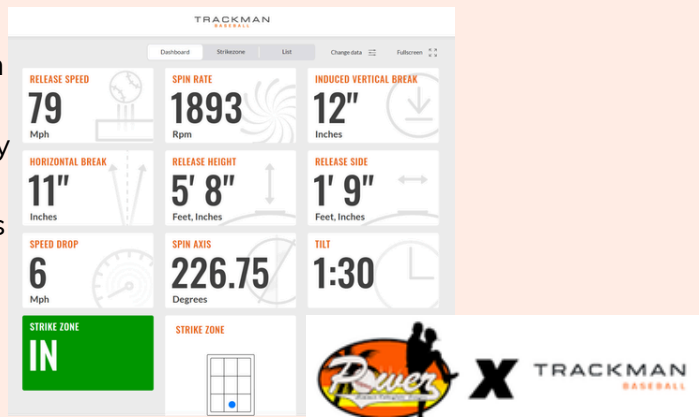 TRACKMAN
BASEBALL
Dashboard Strikezone List Change data Fullscreen
RELEASE SPEED SPIN RATE INDUCED VERTICAL BREAK
79 1893 12"
Mph Rpm Inches
HORIZONTAL BREAK RELEASE HEIGHT RELEASE SIDE
11" 5' 8" 1' 9"
Inches Feet, Inches Feet, Inches
SPEED DROP SPIN AXIS TILT
6 226.75 1:30
Mph Degrees
STRIKE ZONE STRIKE ZONE
IN
Power X TRACKMAN
BASEBALL